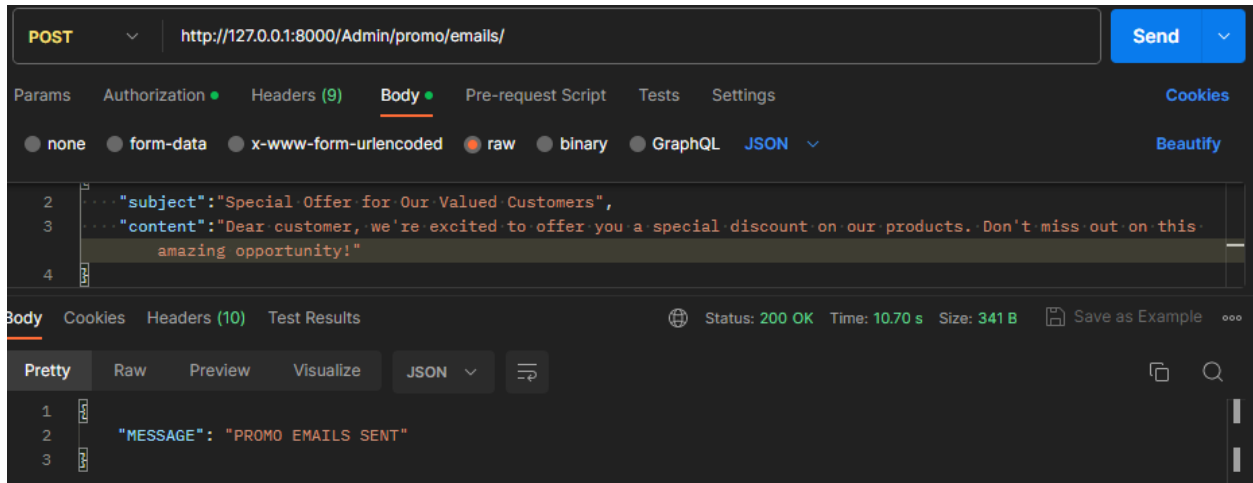 POST http://127.0.0.1:8000/Admin/promo/emails/ Send
Params Authorization Headers (9) Body Pre-request Script Tests Settings Cookies
none form-data x-www-form-urlencoded raw binary GraphQL JSON Beautify
2 "subject":"Special Offer for Our Valued Customers",
3 "content":"Dear customer, we're excited to offer you a special discount on our products. Don't miss out on this
amazing opportunity!"
4 }
Body Cookies Headers (10) Test Results Status: 200 OK Time: 10.70 s Size: 341 B Save as Example
Pretty Raw Preview Visualize JSON
1 {
2 "MESSAGE": "PROMO EMAILS SENT"
3 }